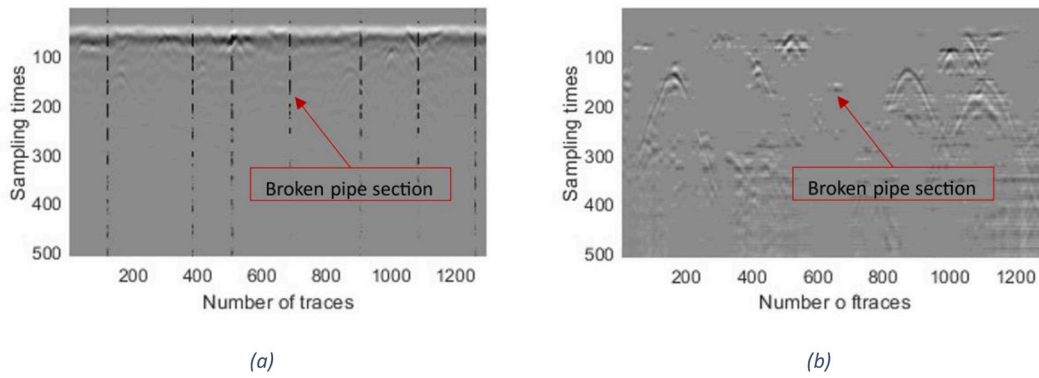 Sampling times
100
200
300
400
500
200 400 600 800 1000 1200
Number of traces
Broken pipe section
(a)
Sampling times
100
200
300
400
500
200 400 600 800 1000 1200
Number o ftraces
Broken pipe section
(b)